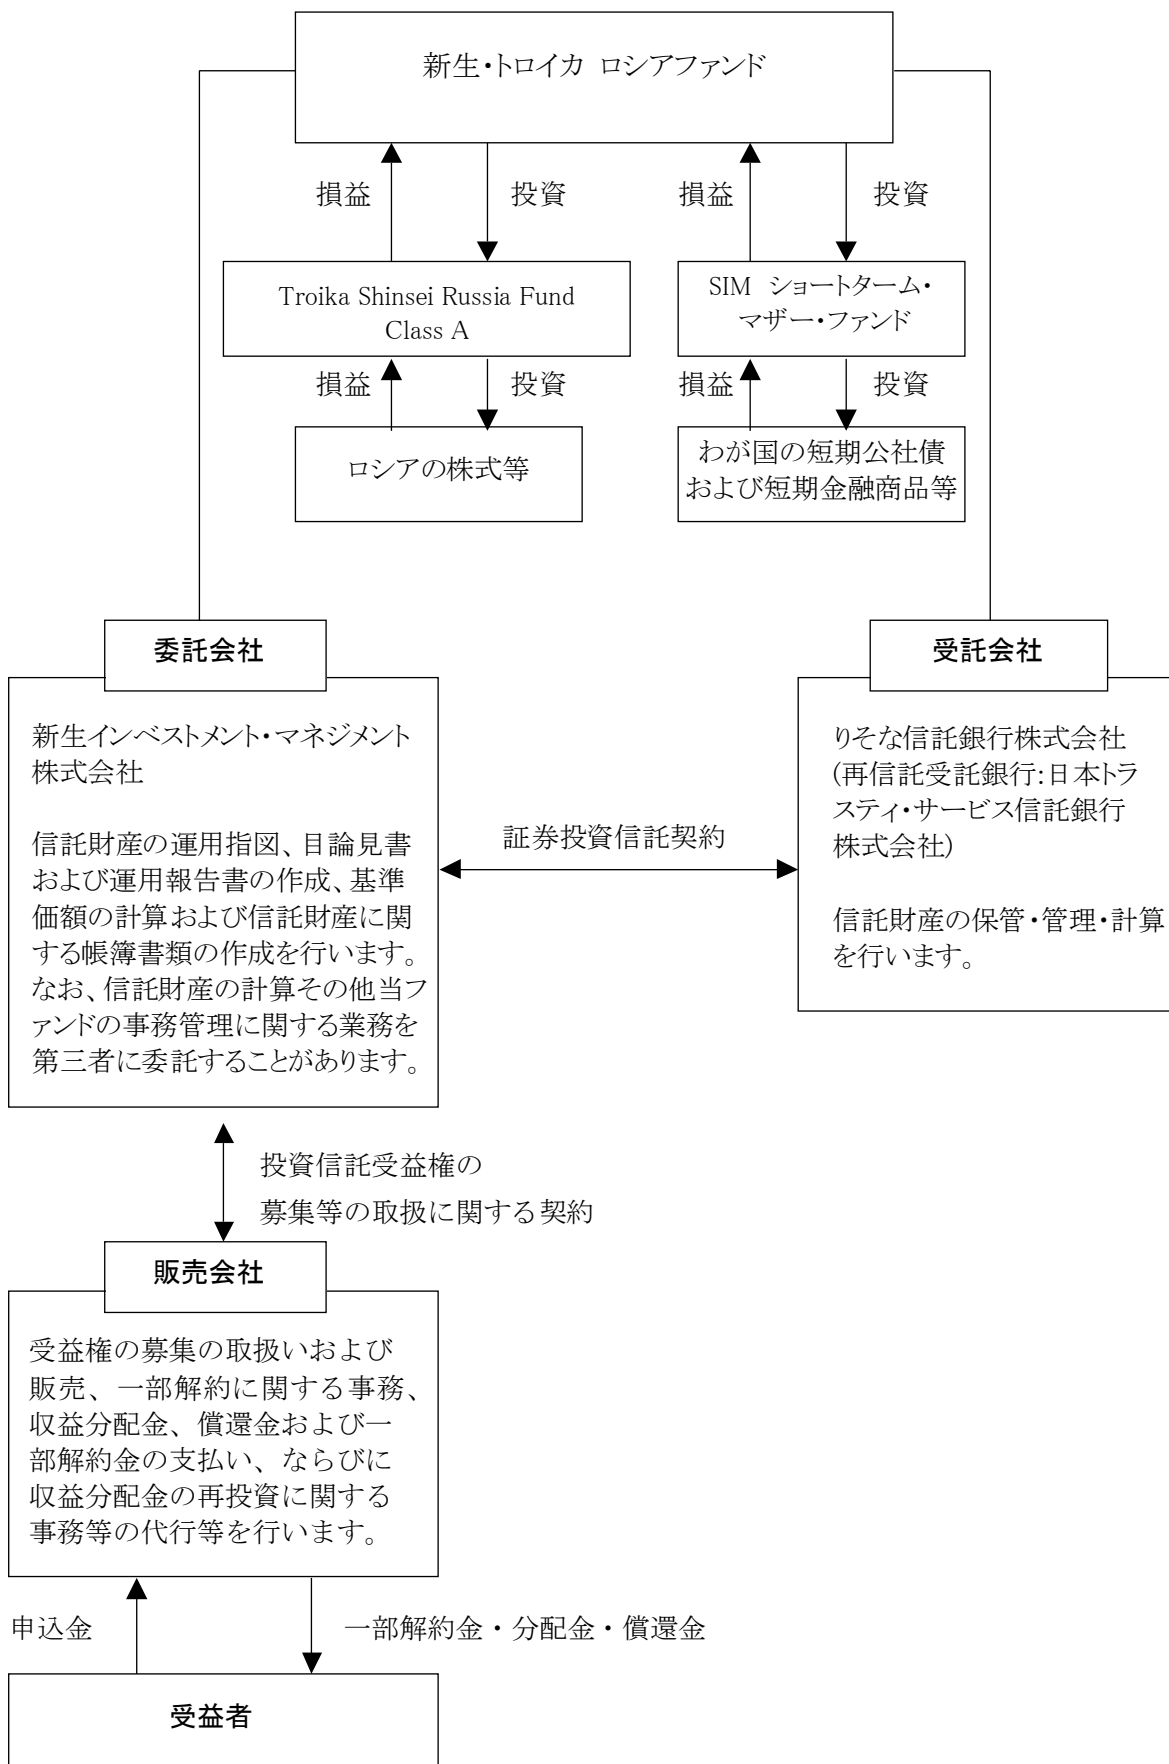 新生・トロイカ ロシアファンド
損益
投資
損益
投資
Troika Shinsei Russia Fund
Class A
SIM ショートターム・
マザー・ファンド
損益
投資
損益
投資
ロシアの株式等
わが国の短期公社債
および短期金融商品等
委託会社
新生インベストメント・マネジメント
株式会社
信託財産の運用指図、目論見書
および運用報告書の作成、基準
価額の計算および信託財産に関
する帳簿書類の作成を行います。
なお、信託財産の計算その他当フ
ァンドの事務管理に関する業務を
第三者に委託することがあります。
証券投資信託契約
受託会社
りそな信託銀行株式会社
(再信託受託銀行:日本トラ
スティ・サービス信託銀行
株式会社)
信託財産の保管・管理・計算
を行います。
投資信託受益権の
募集等の取扱に関する契約
販売会社
受益権の募集の取扱いおよび
販売、一部解約に関する事務、
収益分配金、償還金および一
部解約金の支払い、ならびに
収益分配金の再投資に関する
事務等の代行等を行います。
申込金
一部解約金・分配金・償還金
受益者